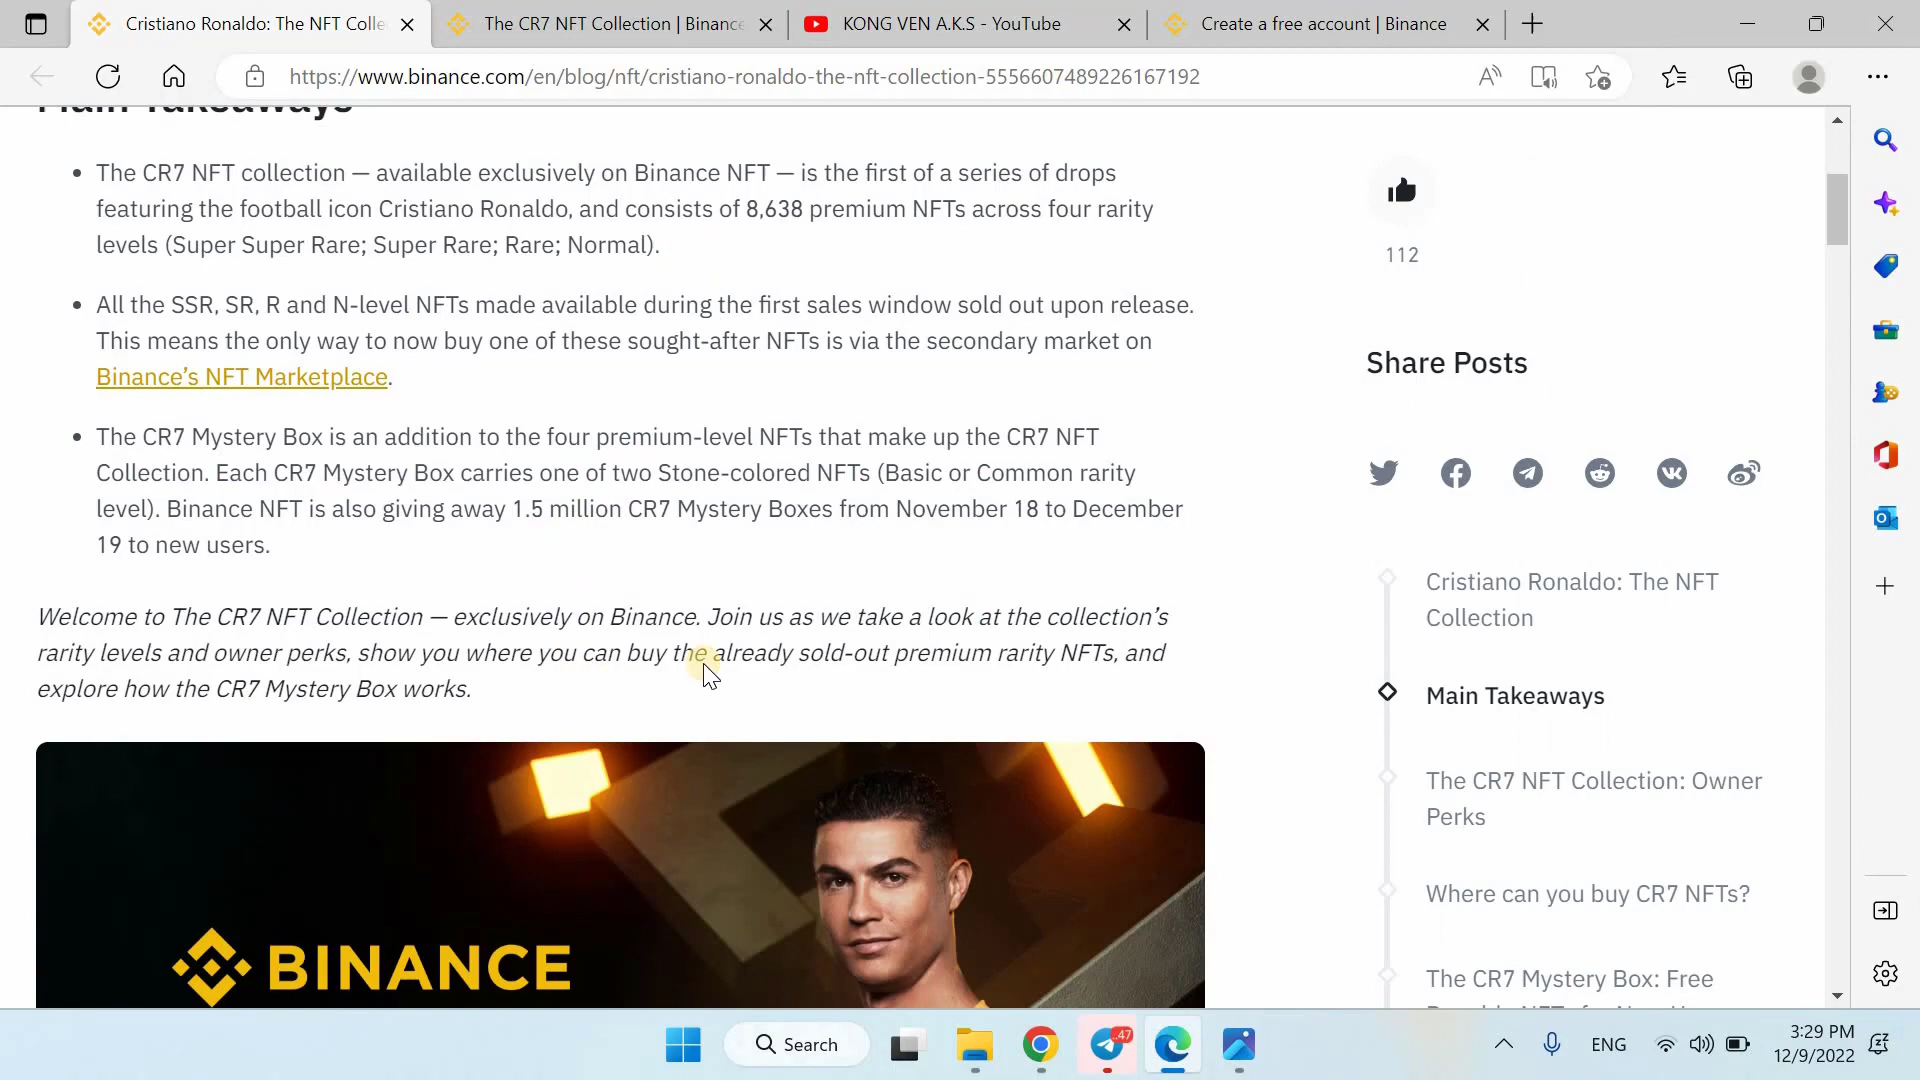 Cristiano Ronaldo: The NFT Colle
The CR7 NFT Collection | Binance
KONG VEN A.K.S - YouTube
Create a free account | Binance
https://www.binance.com/en/blog/nft/cristiano-ronaldo-the-nft-collection-5556607489226167192
Main Takeaways
• The CR7 NFT collection — available exclusively on Binance NFT — is the first of a series of drops
featuring the football icon Cristiano Ronaldo, and consists of 8,638 premium NFTs across four rarity
levels (Super Super Rare; Super Rare; Rare; Normal).
• All the SSR, SR, R and N-level NFTs made available during the first sales window sold out upon release.
This means the only way to now buy one of these sought-after NFTs is via the secondary market on
Binance’s NFT Marketplace.
• The CR7 Mystery Box is an addition to the four premium-level NFTs that make up the CR7 NFT
Collection. Each CR7 Mystery Box carries one of two Stone-colored NFTs (Basic or Common rarity
level). Binance NFT is also giving away 1.5 million CR7 Mystery Boxes from November 18 to December
19 to new users.
Welcome to The CR7 NFT Collection — exclusively on Binance. Join us as we take a look at the collection’s
rarity levels and owner perks, show you where you can buy the already sold-out premium rarity NFTs, and
explore how the CR7 Mystery Box works.
BINANCE
112
Share Posts
Cristiano Ronaldo: The NFT
Collection
Main Takeaways
The CR7 NFT Collection: Owner
Perks
Where can you buy CR7 NFTs?
The CR7 Mystery Box: Free
Search
47
ENG
3:29 PM
12/9/2022